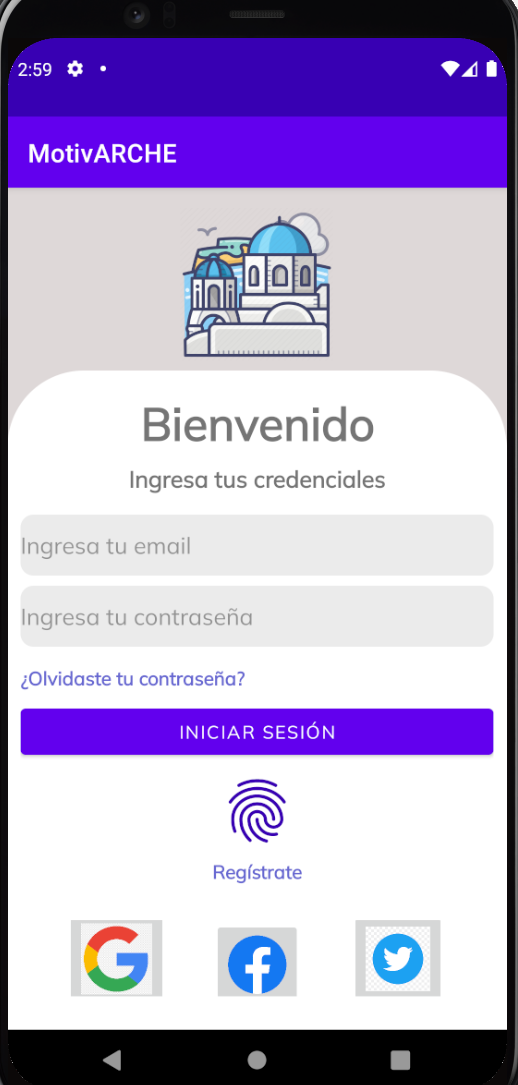 2:59
MotivARCHE
Bienvenido
Ingresa tus credenciales
Ingresa tu email
Ingresa tu contraseña
¿Olvidaste tu contraseña?
INICIAR SESIÓN
Regístrate